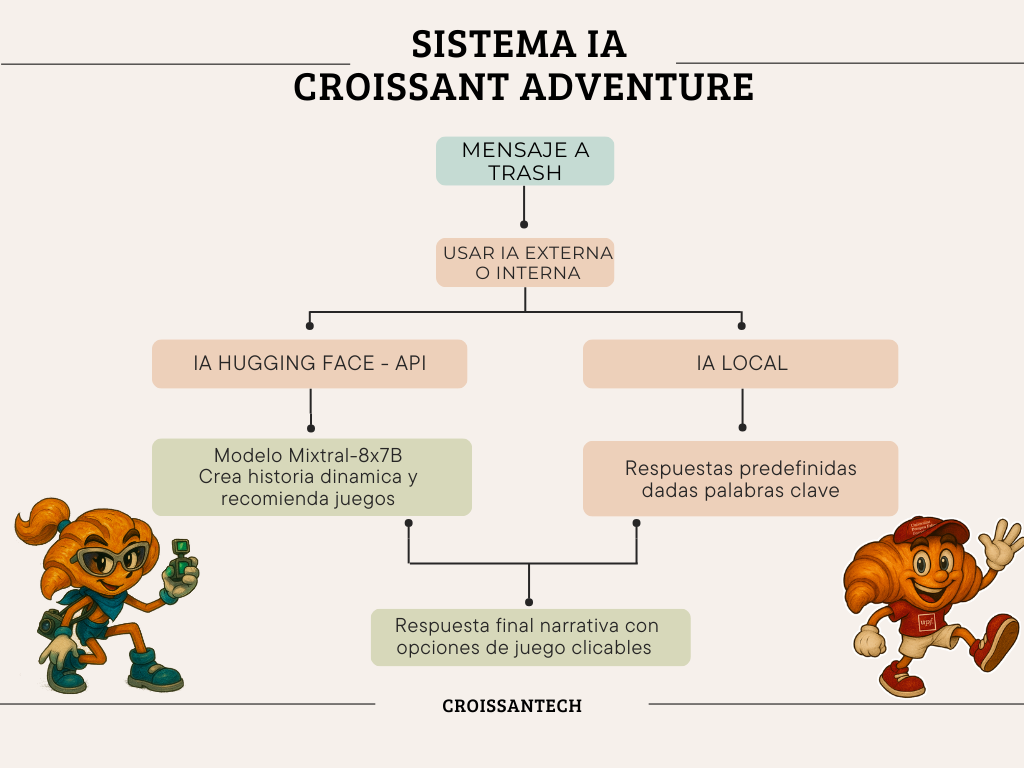 SISTEMA IA
CROISSANT ADVENTURE
MENSAJE A
TRASH
USAR IA EXTERNA
O INTERNA
IA HUGGING FACE - API
IA LOCAL
Modelo Mixtral-8x7B
Crea historia dinamica y
recomienda juegos
Respuestas predefinidas
dadas palabras clave
upf.
Respuesta final narrativa con
opciones de juego clicables
CROISSANTECH